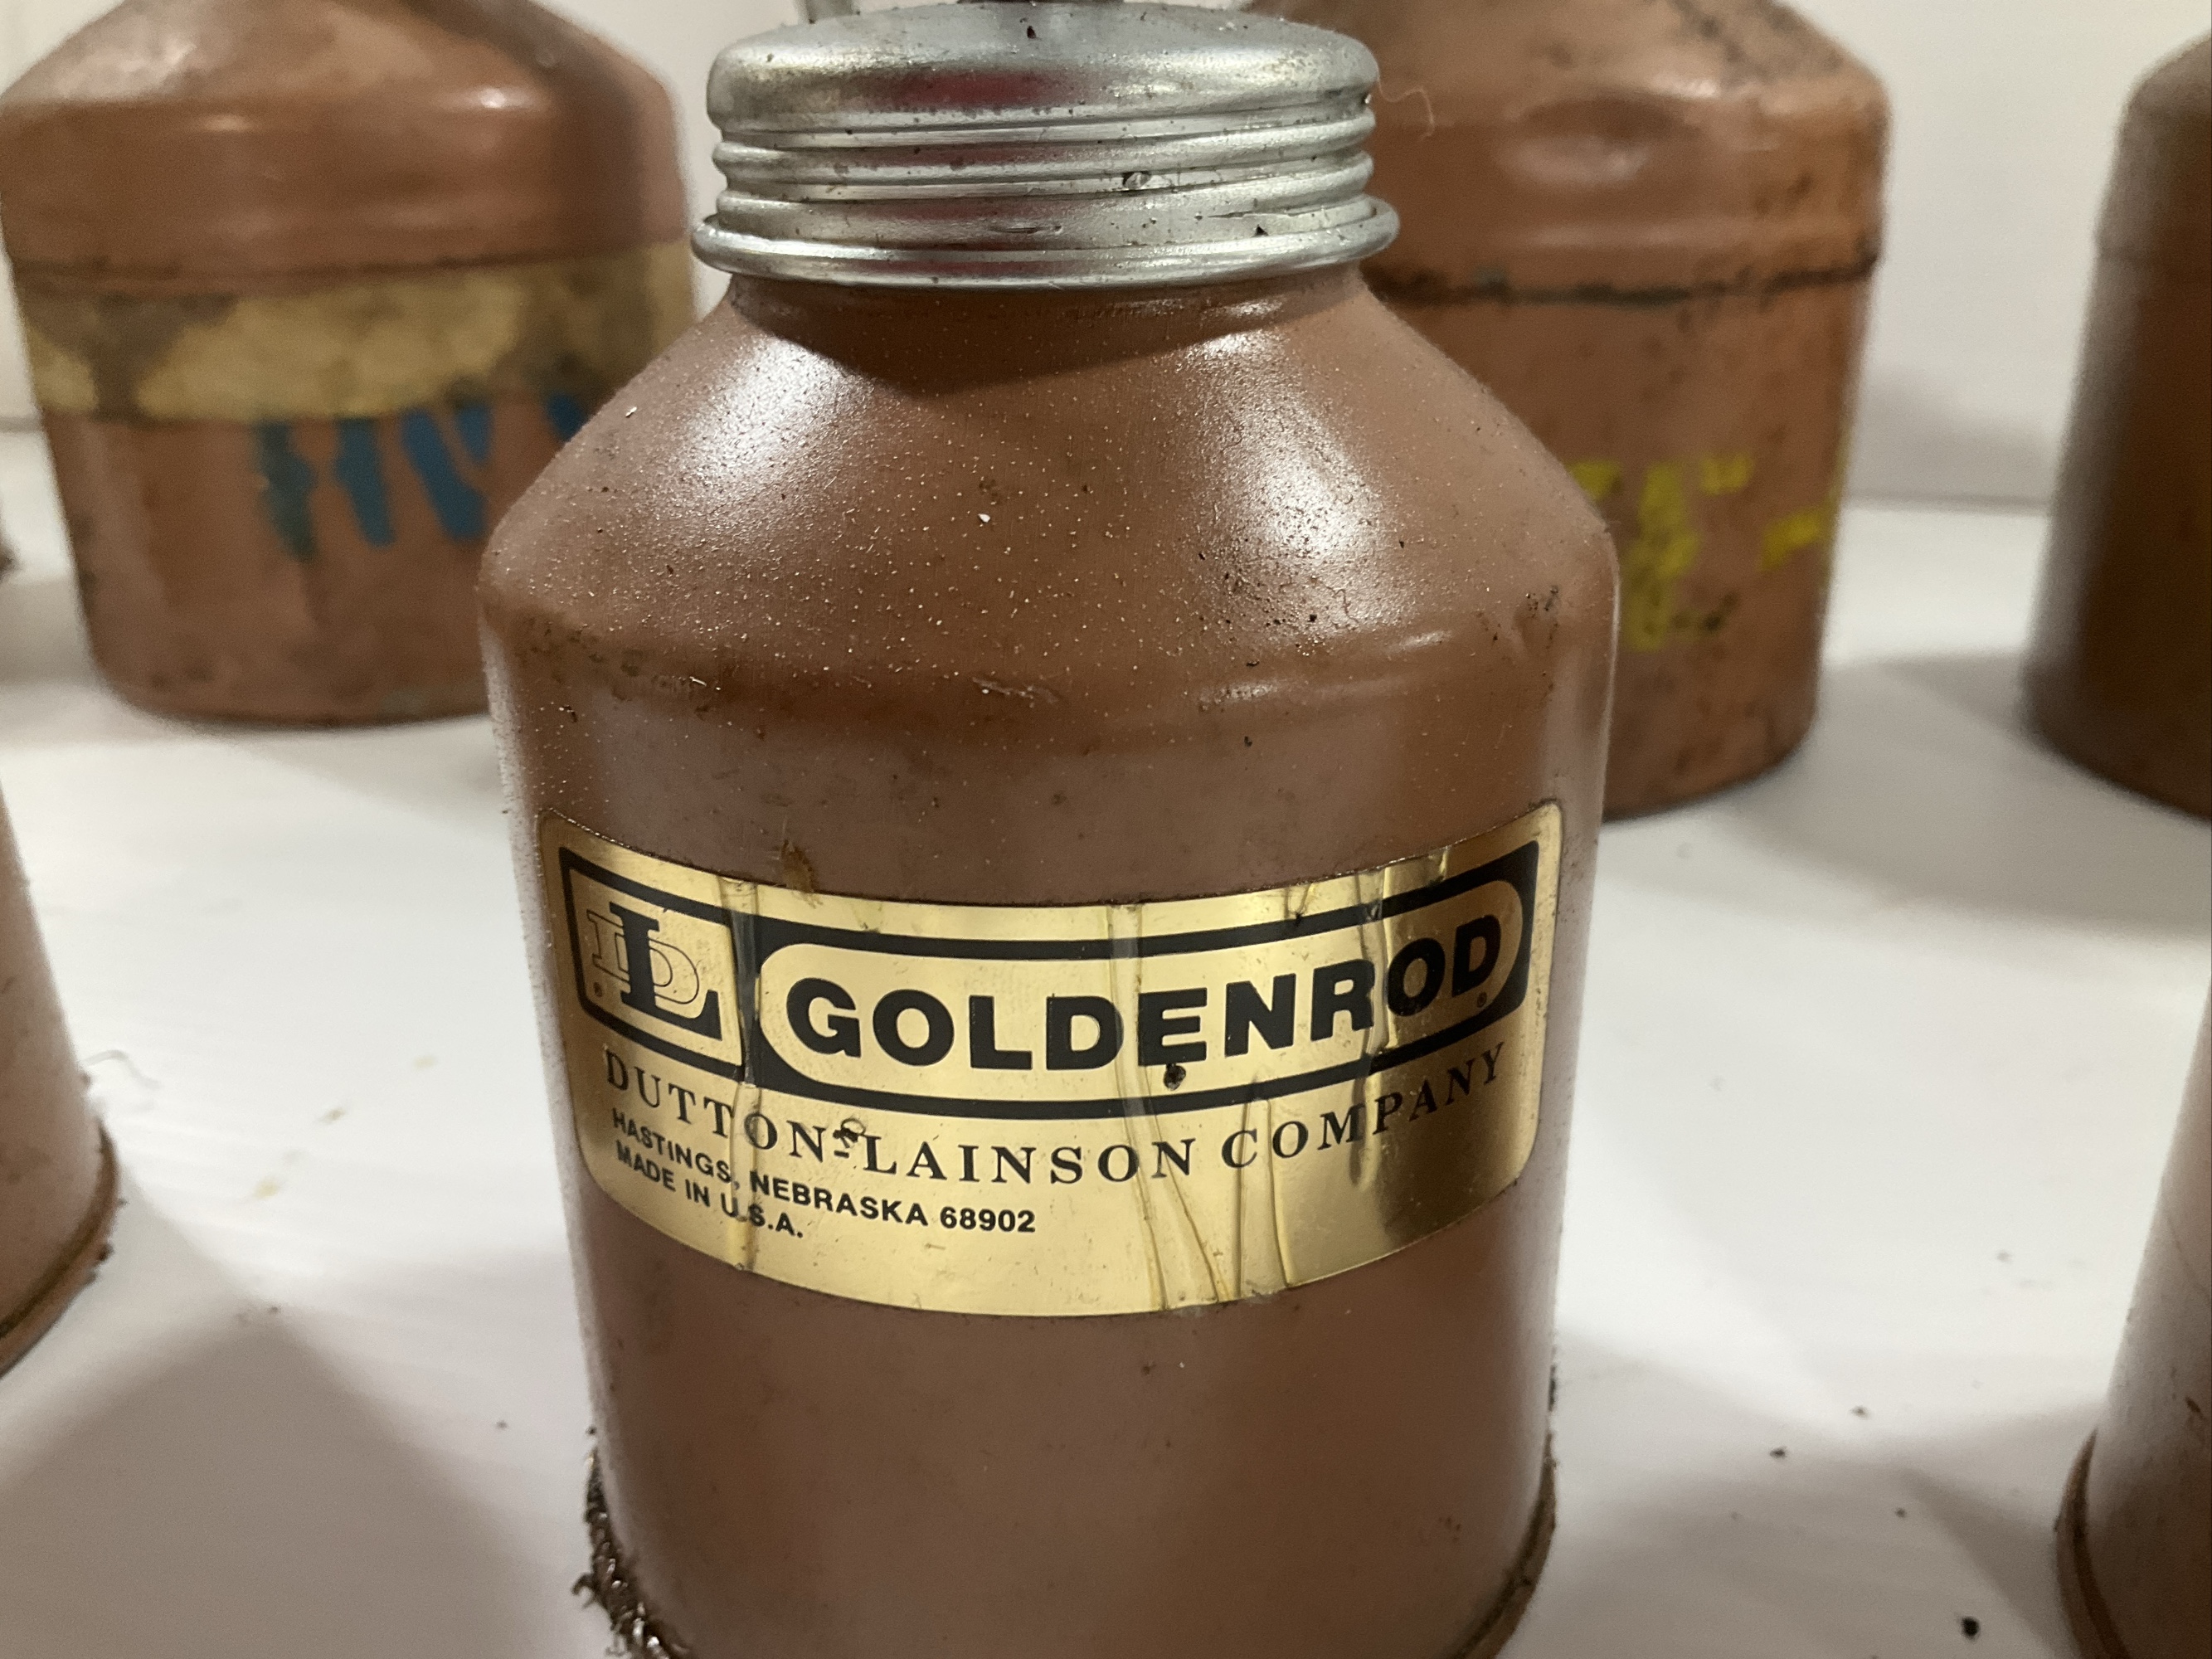 DL
GOLDENROD®
DUTTON-LAINSON COMPANY
HASTINGS, NEBRASKA 68902
MADE IN U.S.A.